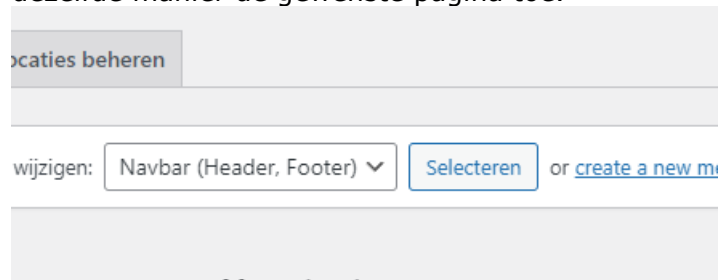 dezelfde manier de gewenste pagina toe.
ocaties beheren
wijzigen: Navbar (Header, Footer) Selecteren or create a new me